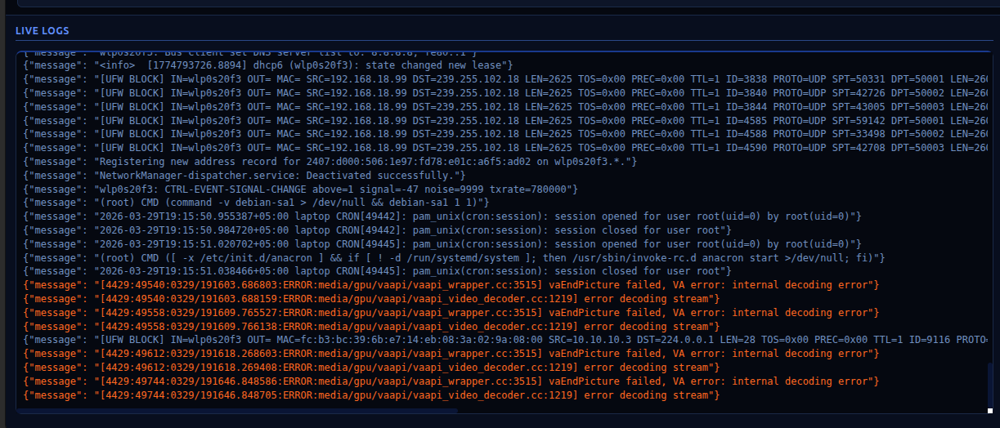 LIVE LOGS
{"message": "wlp0s20f3: Bus client set DNS server list to: 8.8.8.8, fe80::1"}
{"message": "<info>  [1774793726.8894] dhcp6 (wlp0s20f3): state changed new lease"}
{"message": "[UFW BLOCK] IN=wlp0s20f3 OUT= MAC= SRC=192.168.18.99 DST=239.255.102.18 LEN=2625 TOS=0x00 PREC=0x00 TTL=1 ID=3838 PROTO=UDP SPT=50331 DPT=50001 LEN=260
{"message": "[UFW BLOCK] IN=wlp0s20f3 OUT= MAC= SRC=192.168.18.99 DST=239.255.102.18 LEN=2625 TOS=0x00 PREC=0x00 TTL=1 ID=3840 PROTO=UDP SPT=42726 DPT=50002 LEN=260
{"message": "[UFW BLOCK] IN=wlp0s20f3 OUT= MAC= SRC=192.168.18.99 DST=239.255.102.18 LEN=2625 TOS=0x00 PREC=0x00 TTL=1 ID=3844 PROTO=UDP SPT=43005 DPT=50003 LEN=260
{"message": "[UFW BLOCK] IN=wlp0s20f3 OUT= MAC= SRC=192.168.18.99 DST=239.255.102.18 LEN=2625 TOS=0x00 PREC=0x00 TTL=1 ID=4585 PROTO=UDP SPT=59142 DPT=50001 LEN=260
{"message": "[UFW BLOCK] IN=wlp0s20f3 OUT= MAC= SRC=192.168.18.99 DST=239.255.102.18 LEN=2625 TOS=0x00 PREC=0x00 TTL=1 ID=4588 PROTO=UDP SPT=33498 DPT=50002 LEN=260
{"message": "[UFW BLOCK] IN=wlp0s20f3 OUT= MAC= SRC=192.168.18.99 DST=239.255.102.18 LEN=2625 TOS=0x00 PREC=0x00 TTL=1 ID=4590 PROTO=UDP SPT=42708 DPT=50003 LEN=260
{"message": "Registering new address record for 2407:d000:506:1e97:fd78:e01c:a6f5:ad02 on wlp0s20f3.*."}
{"message": "NetworkManager-dispatcher.service: Deactivated successfully."}
{"message": "wlp0s20f3: CTRL-EVENT-SIGNAL-CHANGE above=1 signal=-47 noise=9999 txrate=780000"}
{"message": "(root) CMD (command -v debian-sa1 > /dev/null && debian-sa1 1 1)"}
{"message": "2026-03-29T19:15:50.955387+05:00 laptop CRON[49442]: pam_unix(cron:session): session opened for user root(uid=0) by root(uid=0)"}
{"message": "2026-03-29T19:15:50.984720+05:00 laptop CRON[49442]: pam_unix(cron:session): session closed for user root"}
{"message": "2026-03-29T19:15:51.020702+05:00 laptop CRON[49445]: pam_unix(cron:session): session opened for user root(uid=0) by root(uid=0)"}
{"message": "(root) CMD ([ -x /etc/init.d/anacron ] && if [ ! -d /run/systemd/system ]; then /usr/sbin/invoke-rc.d anacron start >/dev/null; fi)"}
{"message": "2026-03-29T19:15:51.038466+05:00 laptop CRON[49445]: pam_unix(cron:session): session closed for user root"}
{"message": "[4429:49540:0329/191603.686803:ERROR:media/gpu/vaapi/vaapi_wrapper.cc:3515] vaEndPicture failed, VA error: internal decoding error"}
{"message": "[4429:49540:0329/191603.688159:ERROR:media/gpu/vaapi/vaapi_video_decoder.cc:1219] error decoding stream"}
{"message": "[4429:49558:0329/191609.765527:ERROR:media/gpu/vaapi/vaapi_wrapper.cc:3515] vaEndPicture failed, VA error: internal decoding error"}
{"message": "[4429:49558:0329/191609.766138:ERROR:media/gpu/vaapi/vaapi_video_decoder.cc:1219] error decoding stream"}
{"message": "[UFW BLOCK] IN=wlp0s20f3 OUT= MAC=fc:b3:bc:39:6b:e7:14:eb:08:3a:02:9a:08:00 SRC=10.10.10.3 DST=224.0.0.1 LEN=28 TOS=0x00 PREC=0x00 TTL=1 ID=9116 PROTO=
{"message": "[4429:49612:0329/191618.268603:ERROR:media/gpu/vaapi/vaapi_wrapper.cc:3515] vaEndPicture failed, VA error: internal decoding error"}
{"message": "[4429:49612:0329/191618.269408:ERROR:media/gpu/vaapi/vaapi_video_decoder.cc:1219] error decoding stream"}
{"message": "[4429:49744:0329/191646.848586:ERROR:media/gpu/vaapi/vaapi_wrapper.cc:3515] vaEndPicture failed, VA error: internal decoding error"}
{"message": "[4429:49744:0329/191646.848705:ERROR:media/gpu/vaapi/vaapi_video_decoder.cc:1219] error decoding stream"}